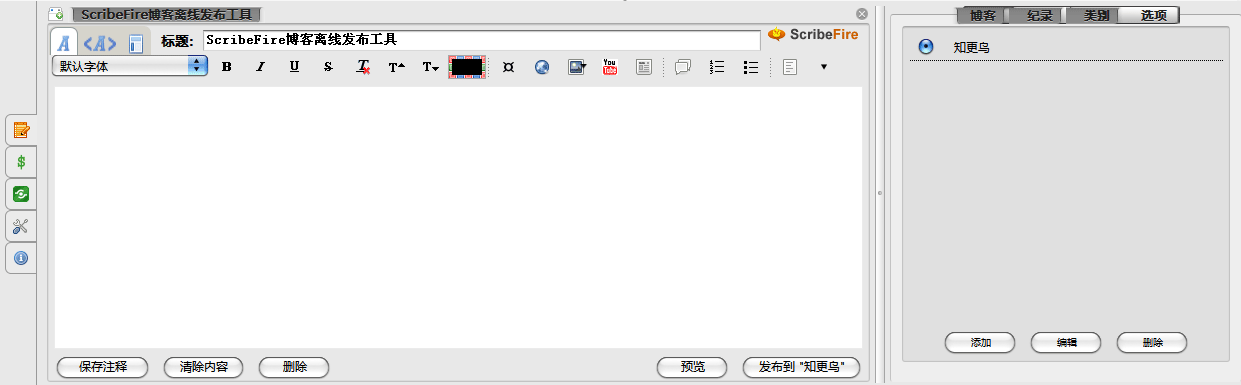 ScribeFire博客离线发布工具
标题: ScribeFire博客离线发布工具
ScribeFire
默认字体
B I U S T T T
You Tube
保存注释 清除内容 删除 预览 发布到 "知更鸟"
博客 纪录 类别 选项
知更鸟
添加 编辑 删除